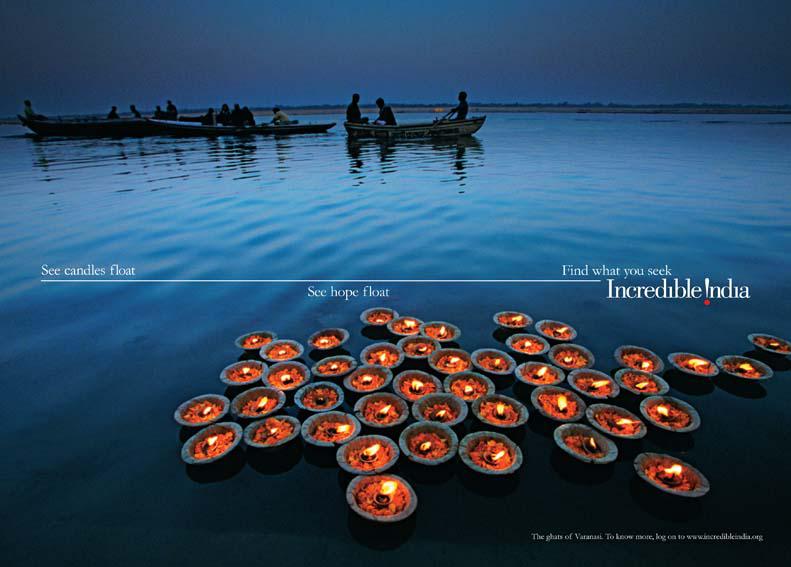 See candles float
See hope float
Find what you seek
Incredible !ndia
The ghats of Varanasi. To know more, log on to www.incredibleindia.org